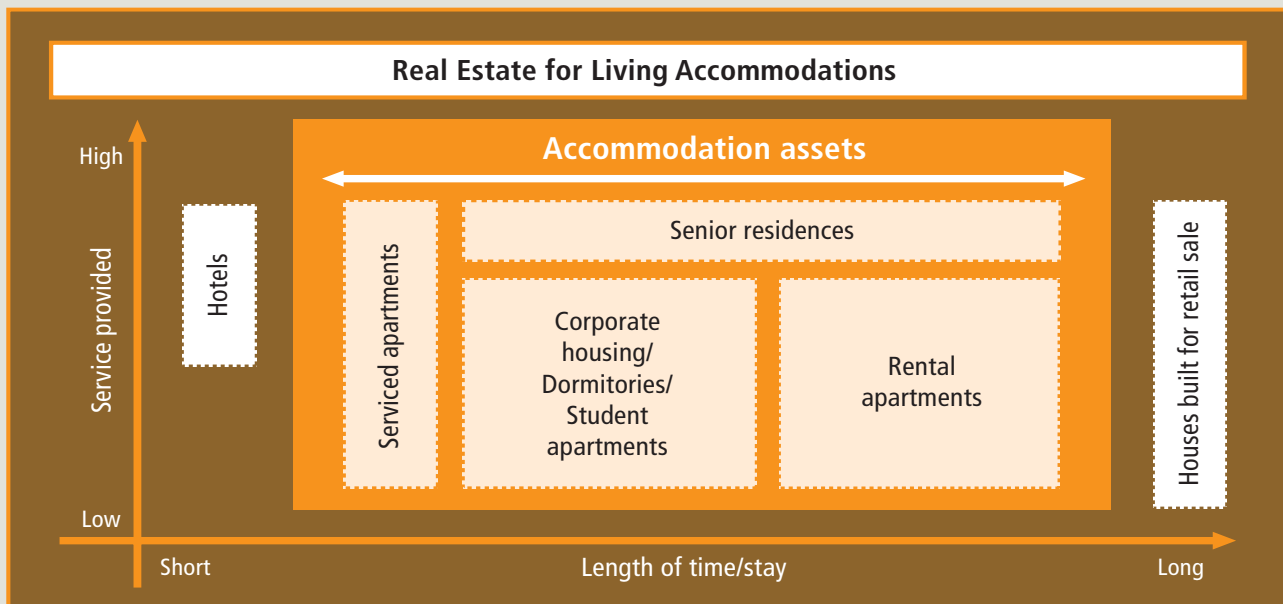 Real Estate for Living Accommodations
High
Service provided
Low
Hotels
Accommodation assets
Serviced apartments
Senior residences
Corporate
housing/
Dormitories/
Student
apartments
Rental
apartments
Houses built for retail sale
Short
Length of time/stay
Long